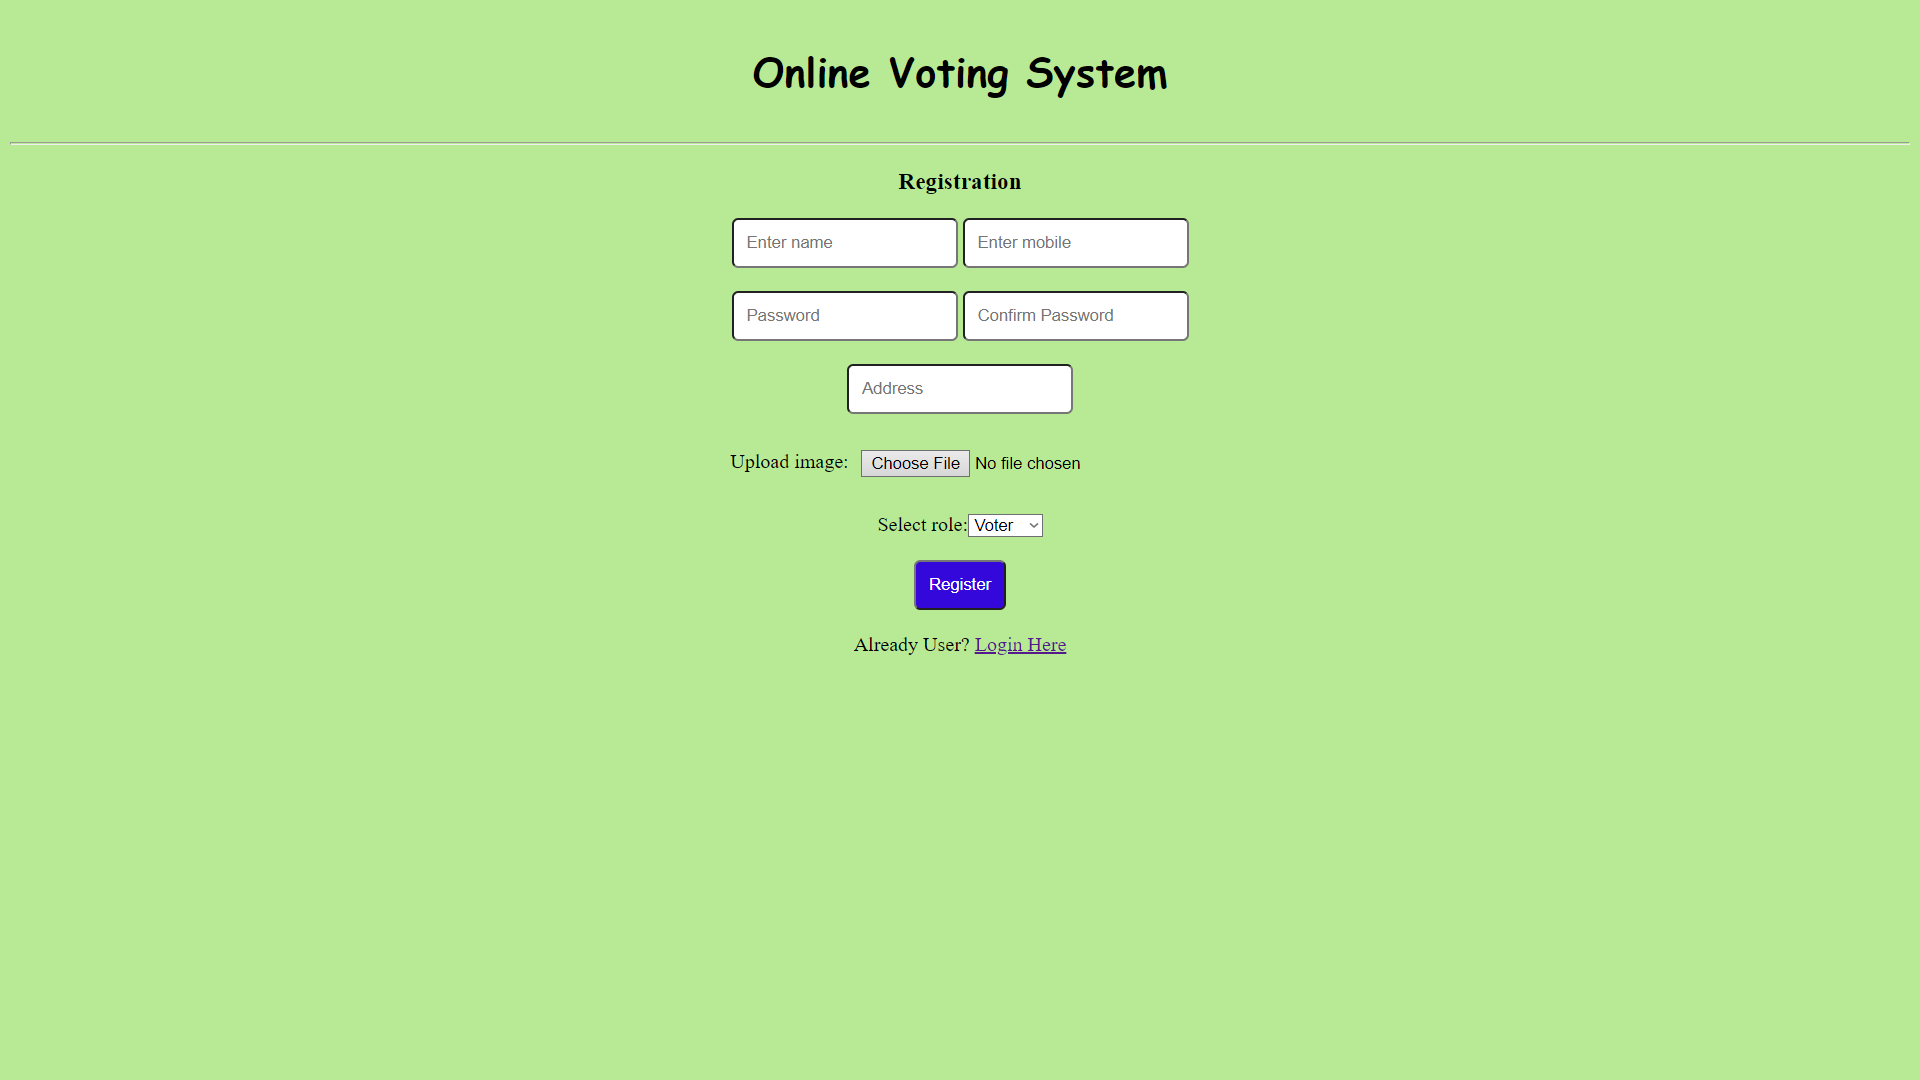 Online Voting System
Registration
Enter name Enter mobile
Password Confirm Password
Address
Upload image: Choose File No file chosen
Select role: Voter
Register
Already User? Login Here